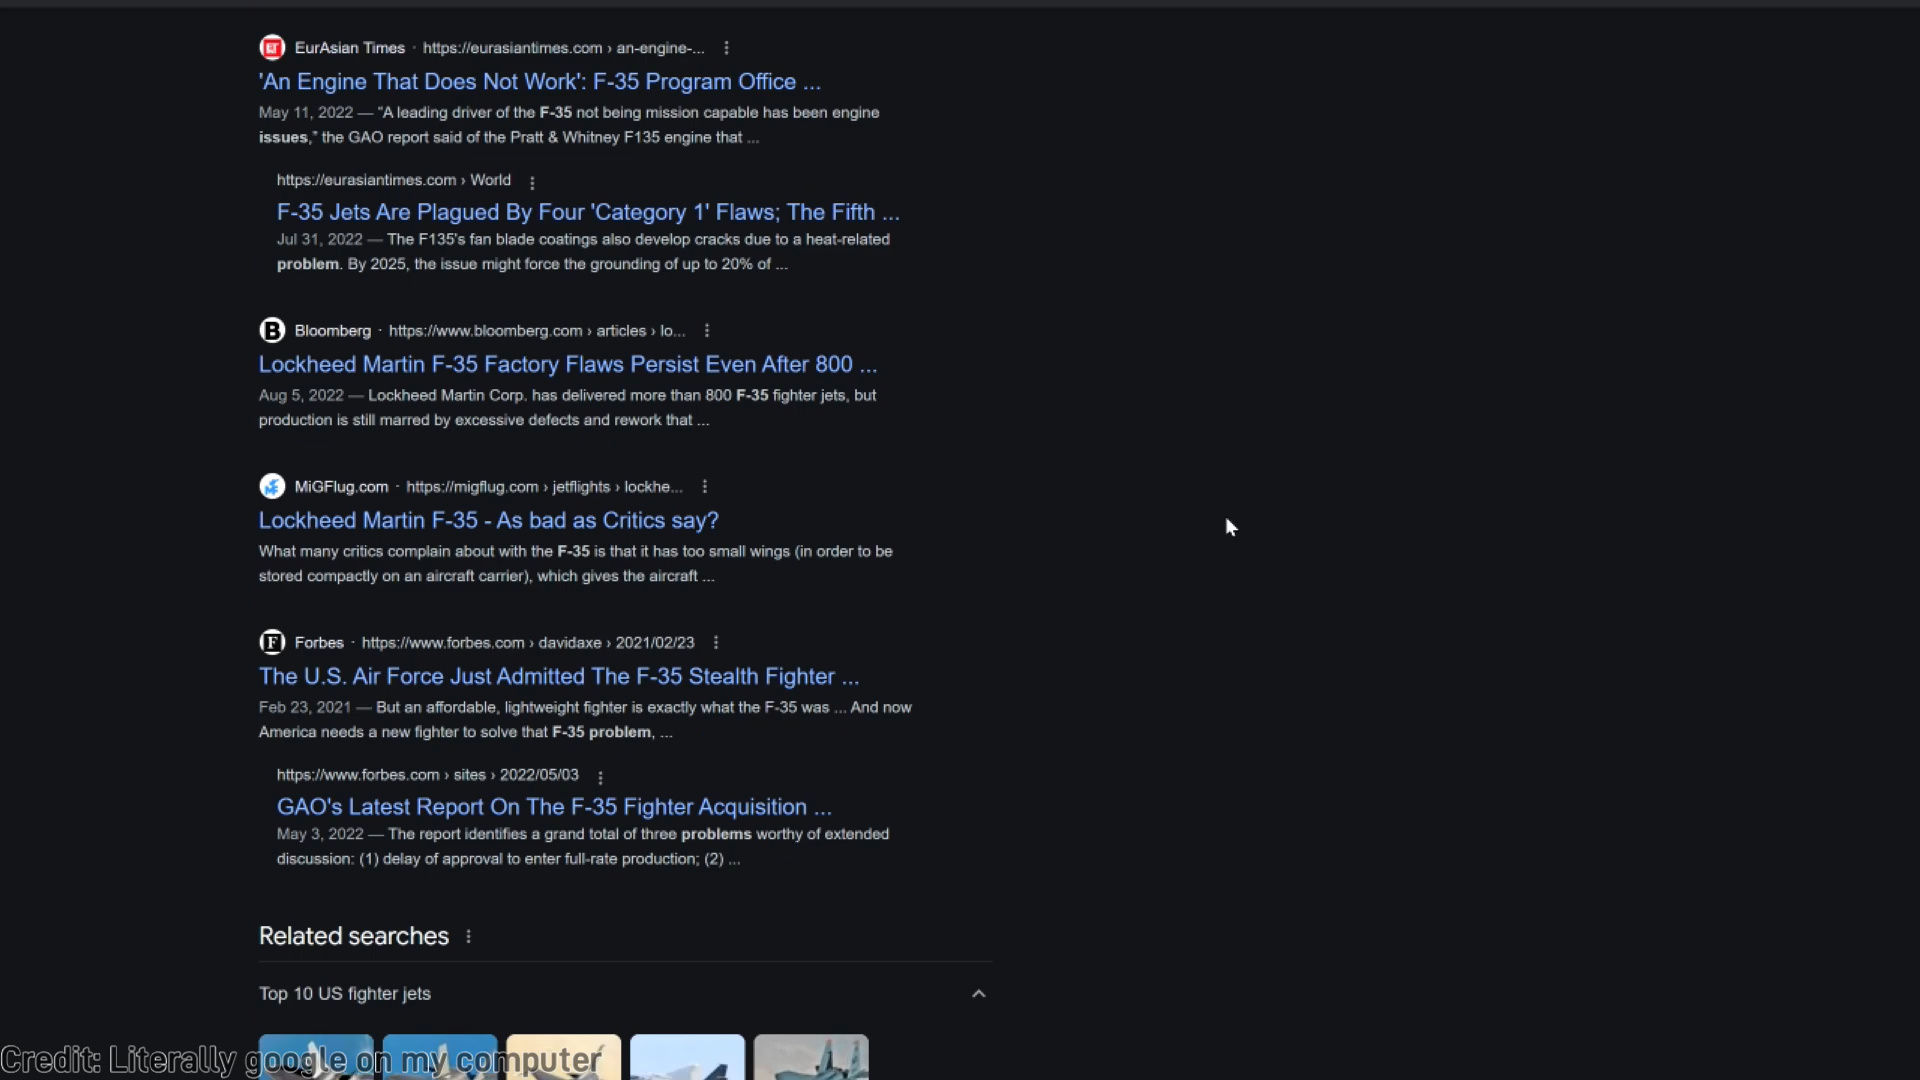 EurAsian Times · https://eurasiantimes.com › an-engine-...
'An Engine That Does Not Work': F-35 Program Office ...
May 11, 2022 — "A leading driver of the F-35 not being mission capable has been engine
issues," the GAO report said of the Pratt & Whitney F135 engine that ...
https://eurasiantimes.com › World
F-35 Jets Are Plagued By Four 'Category 1' Flaws; The Fifth ...
Jul 31, 2022 — The F135's fan blade coatings also develop cracks due to a heat-related
problem. By 2025, the issue might force the grounding of up to 20% of ...
Bloomberg · https://www.bloomberg.com › articles › lo...
Lockheed Martin F-35 Factory Flaws Persist Even After 800 ...
Aug 5, 2022 — Lockheed Martin Corp. has delivered more than 800 F-35 fighter jets, but
production is still marred by excessive defects and rework that ...
MiGFlug.com · https://migflug.com › jetflights › lockhe...
Lockheed Martin F-35 - As bad as Critics say?
What many critics complain about with the F-35 is that it has too small wings (in order to be
stored compactly on an aircraft carrier), which gives the aircraft ...
Forbes · https://www.forbes.com › davidaxe › 2021/02/23
The U.S. Air Force Just Admitted The F-35 Stealth Fighter ...
Feb 23, 2021 — But an affordable, lightweight fighter is exactly what the F-35 was ... And now
America needs a new fighter to solve that F-35 problem, ...
https://www.forbes.com › sites › 2022/05/03
GAO's Latest Report On The F-35 Fighter Acquisition ...
May 3, 2022 — The report identifies a grand total of three problems worthy of extended
discussion: (1) delay of approval to enter full-rate production; (2) ...
Related searches
Top 10 US fighter jets
Credit: Literally google on my computer